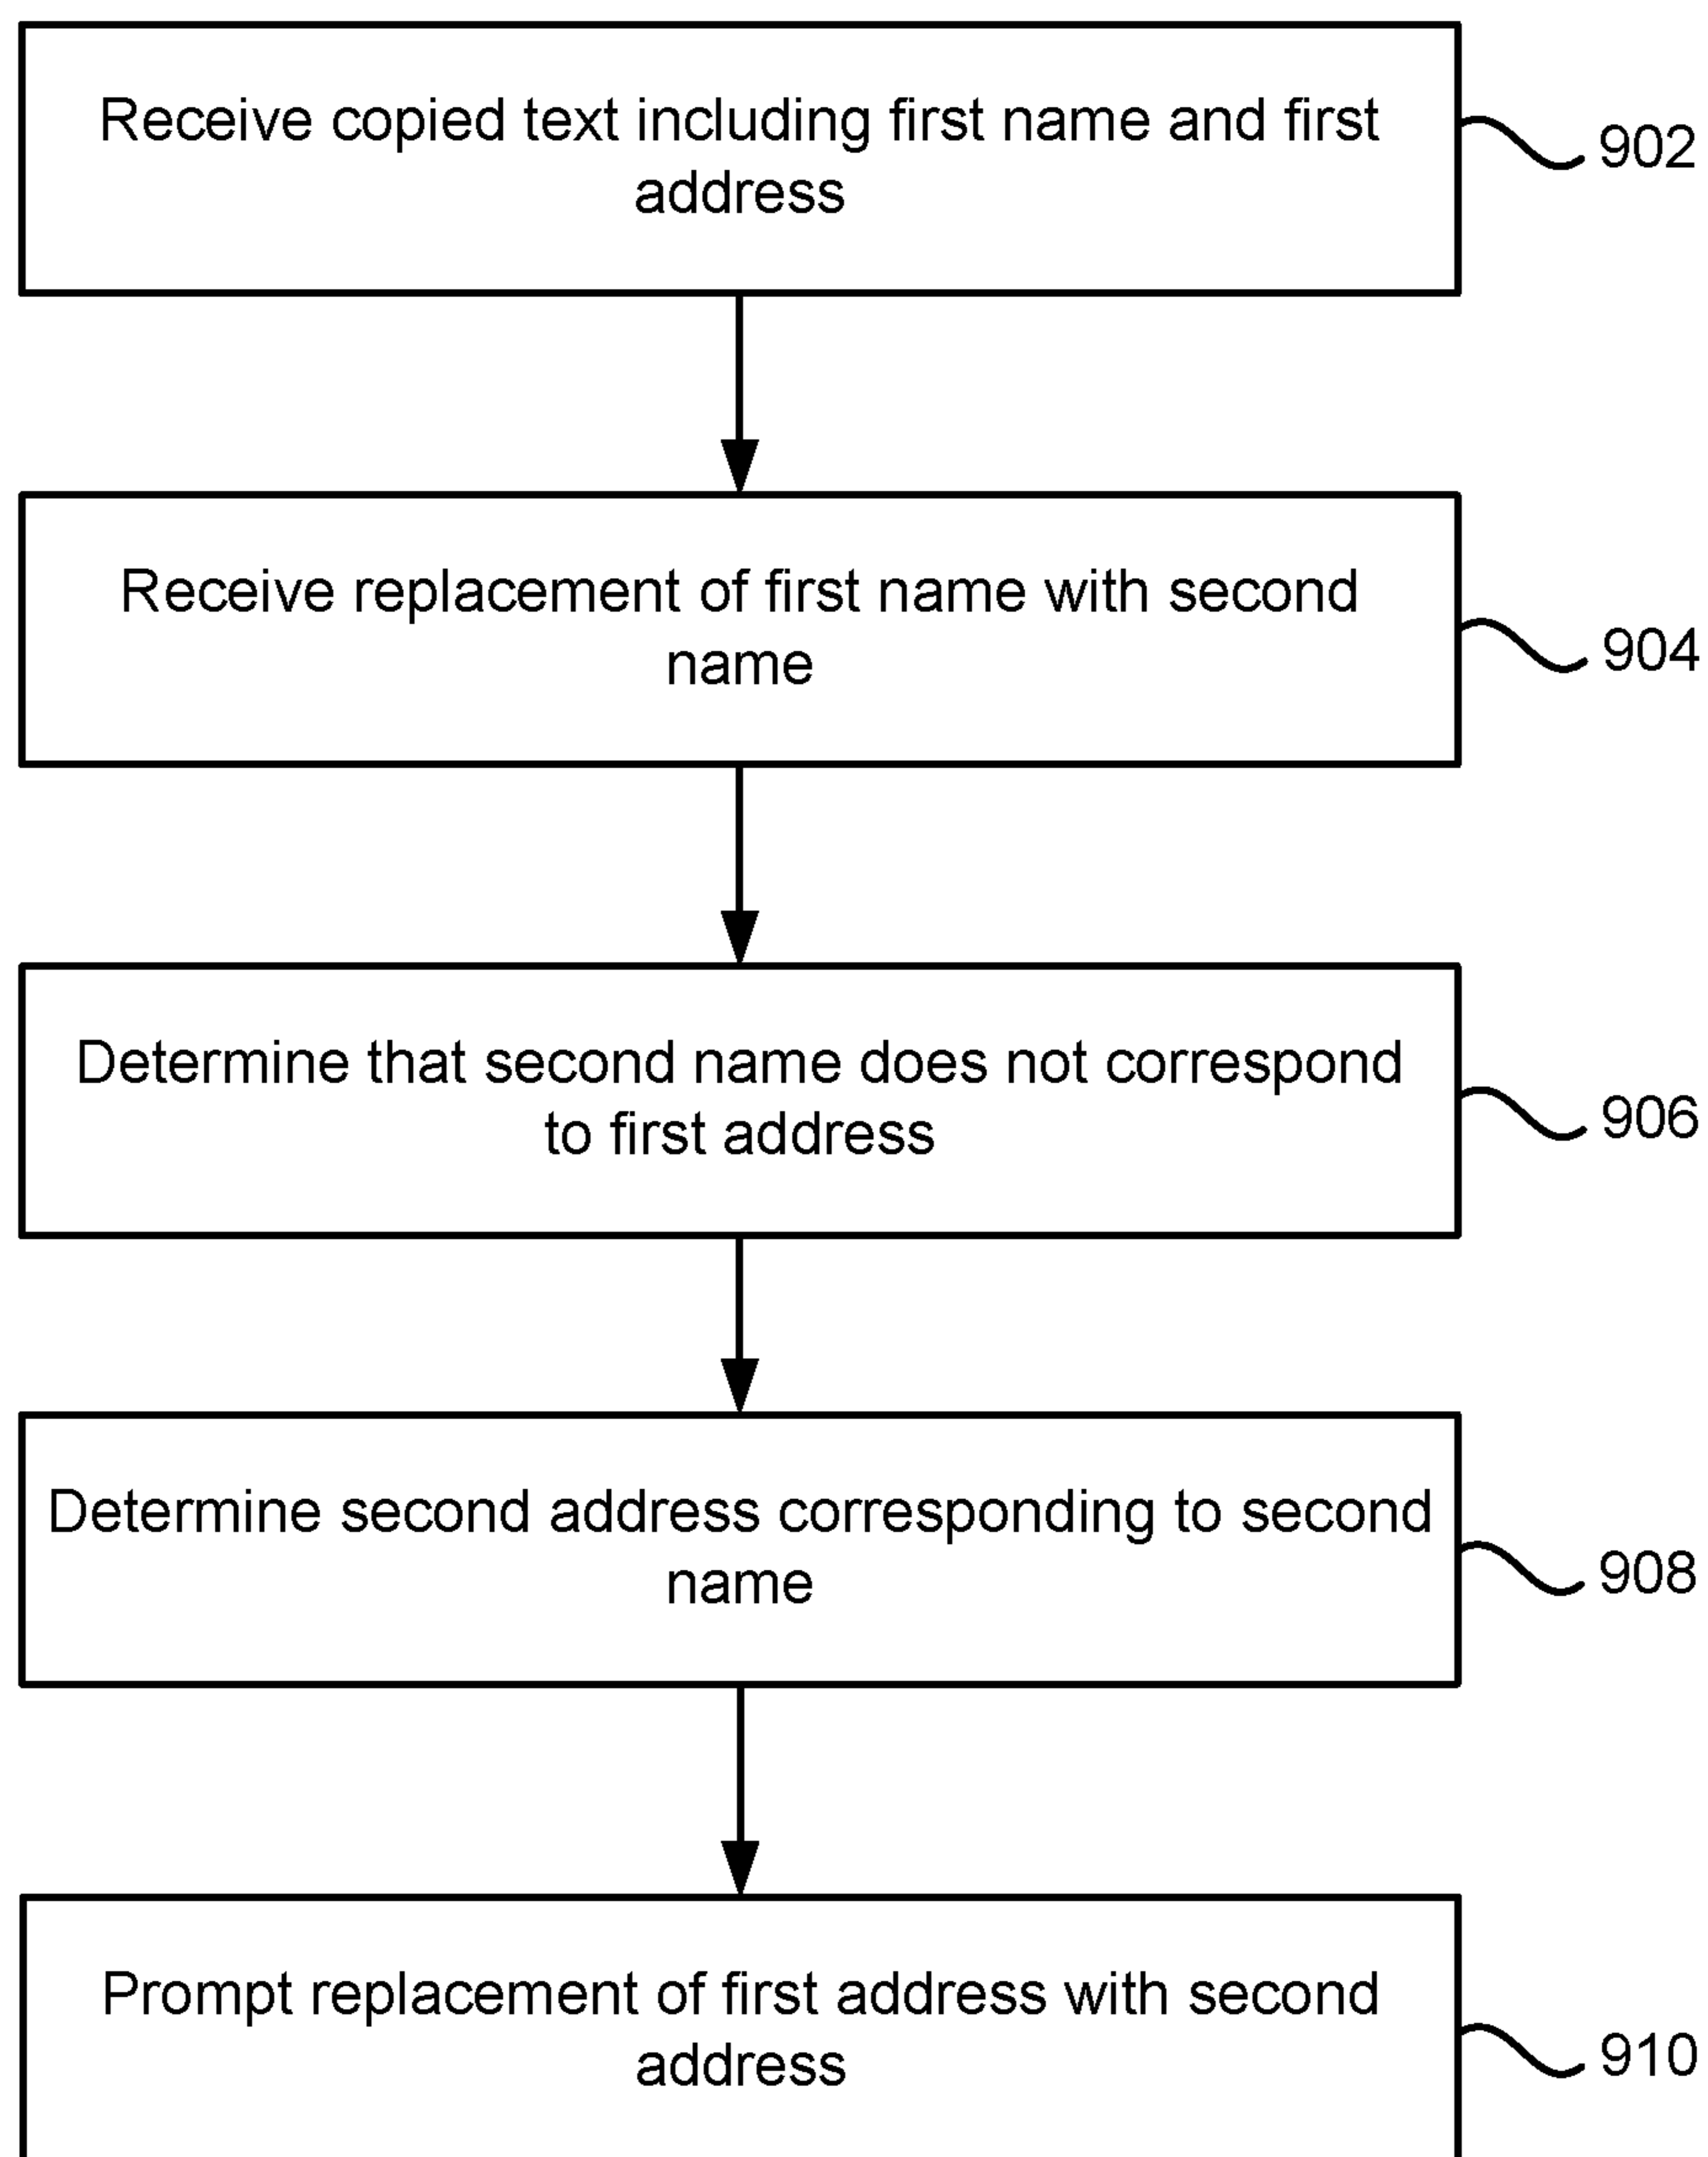 Receive copied text including first name and first
address
902
Receive replacement of first name with second
name
904
Determine that second name does not correspond
to first address
906
Determine second address corresponding to second
name
908
Prompt replacement of first address with second
address
910